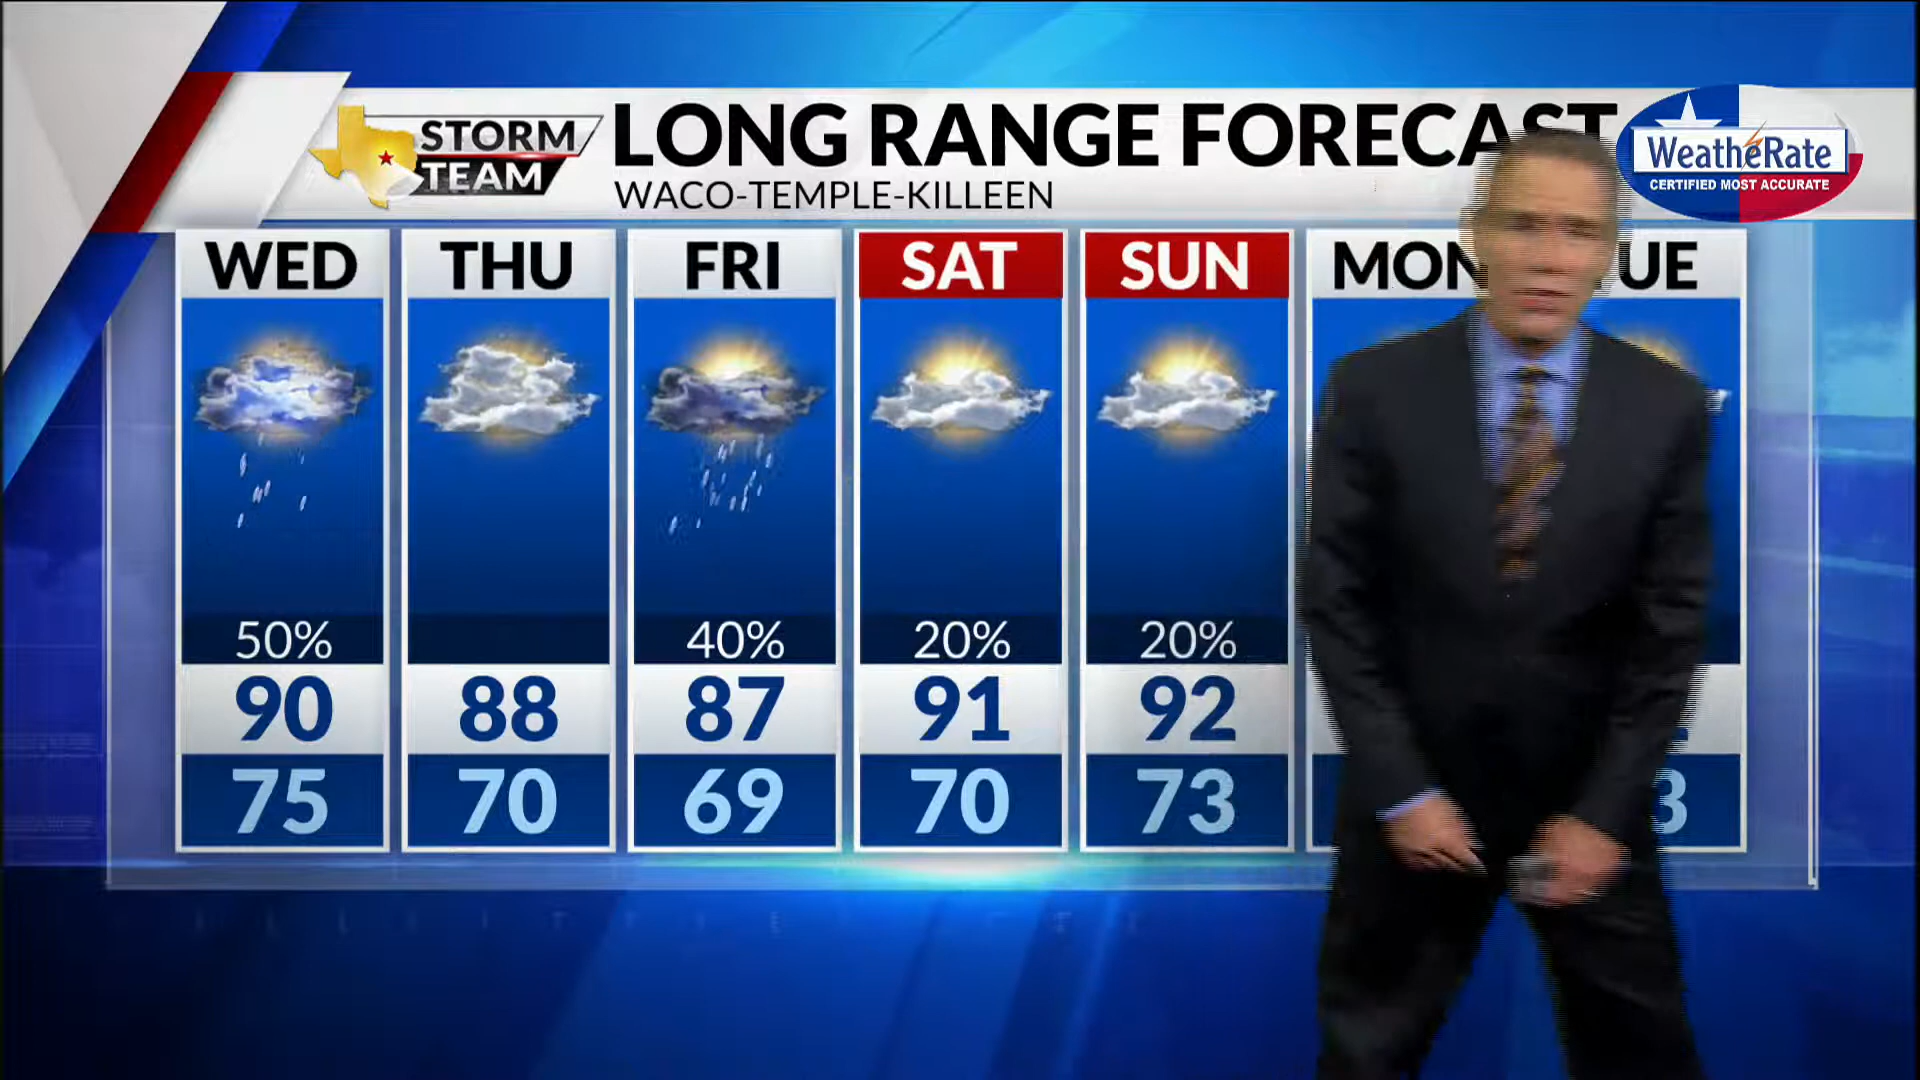 STORM
TEAM
LONG RANGE FORECAST
WACO-TEMPLE-KILLEEN
WeatheRate
CERTIFIED MOST ACCURATE
WED THU FRI SAT SUN MON UE
50% 40% 20% 20%
90 88 87 91 92
75 70 69 70 73 3